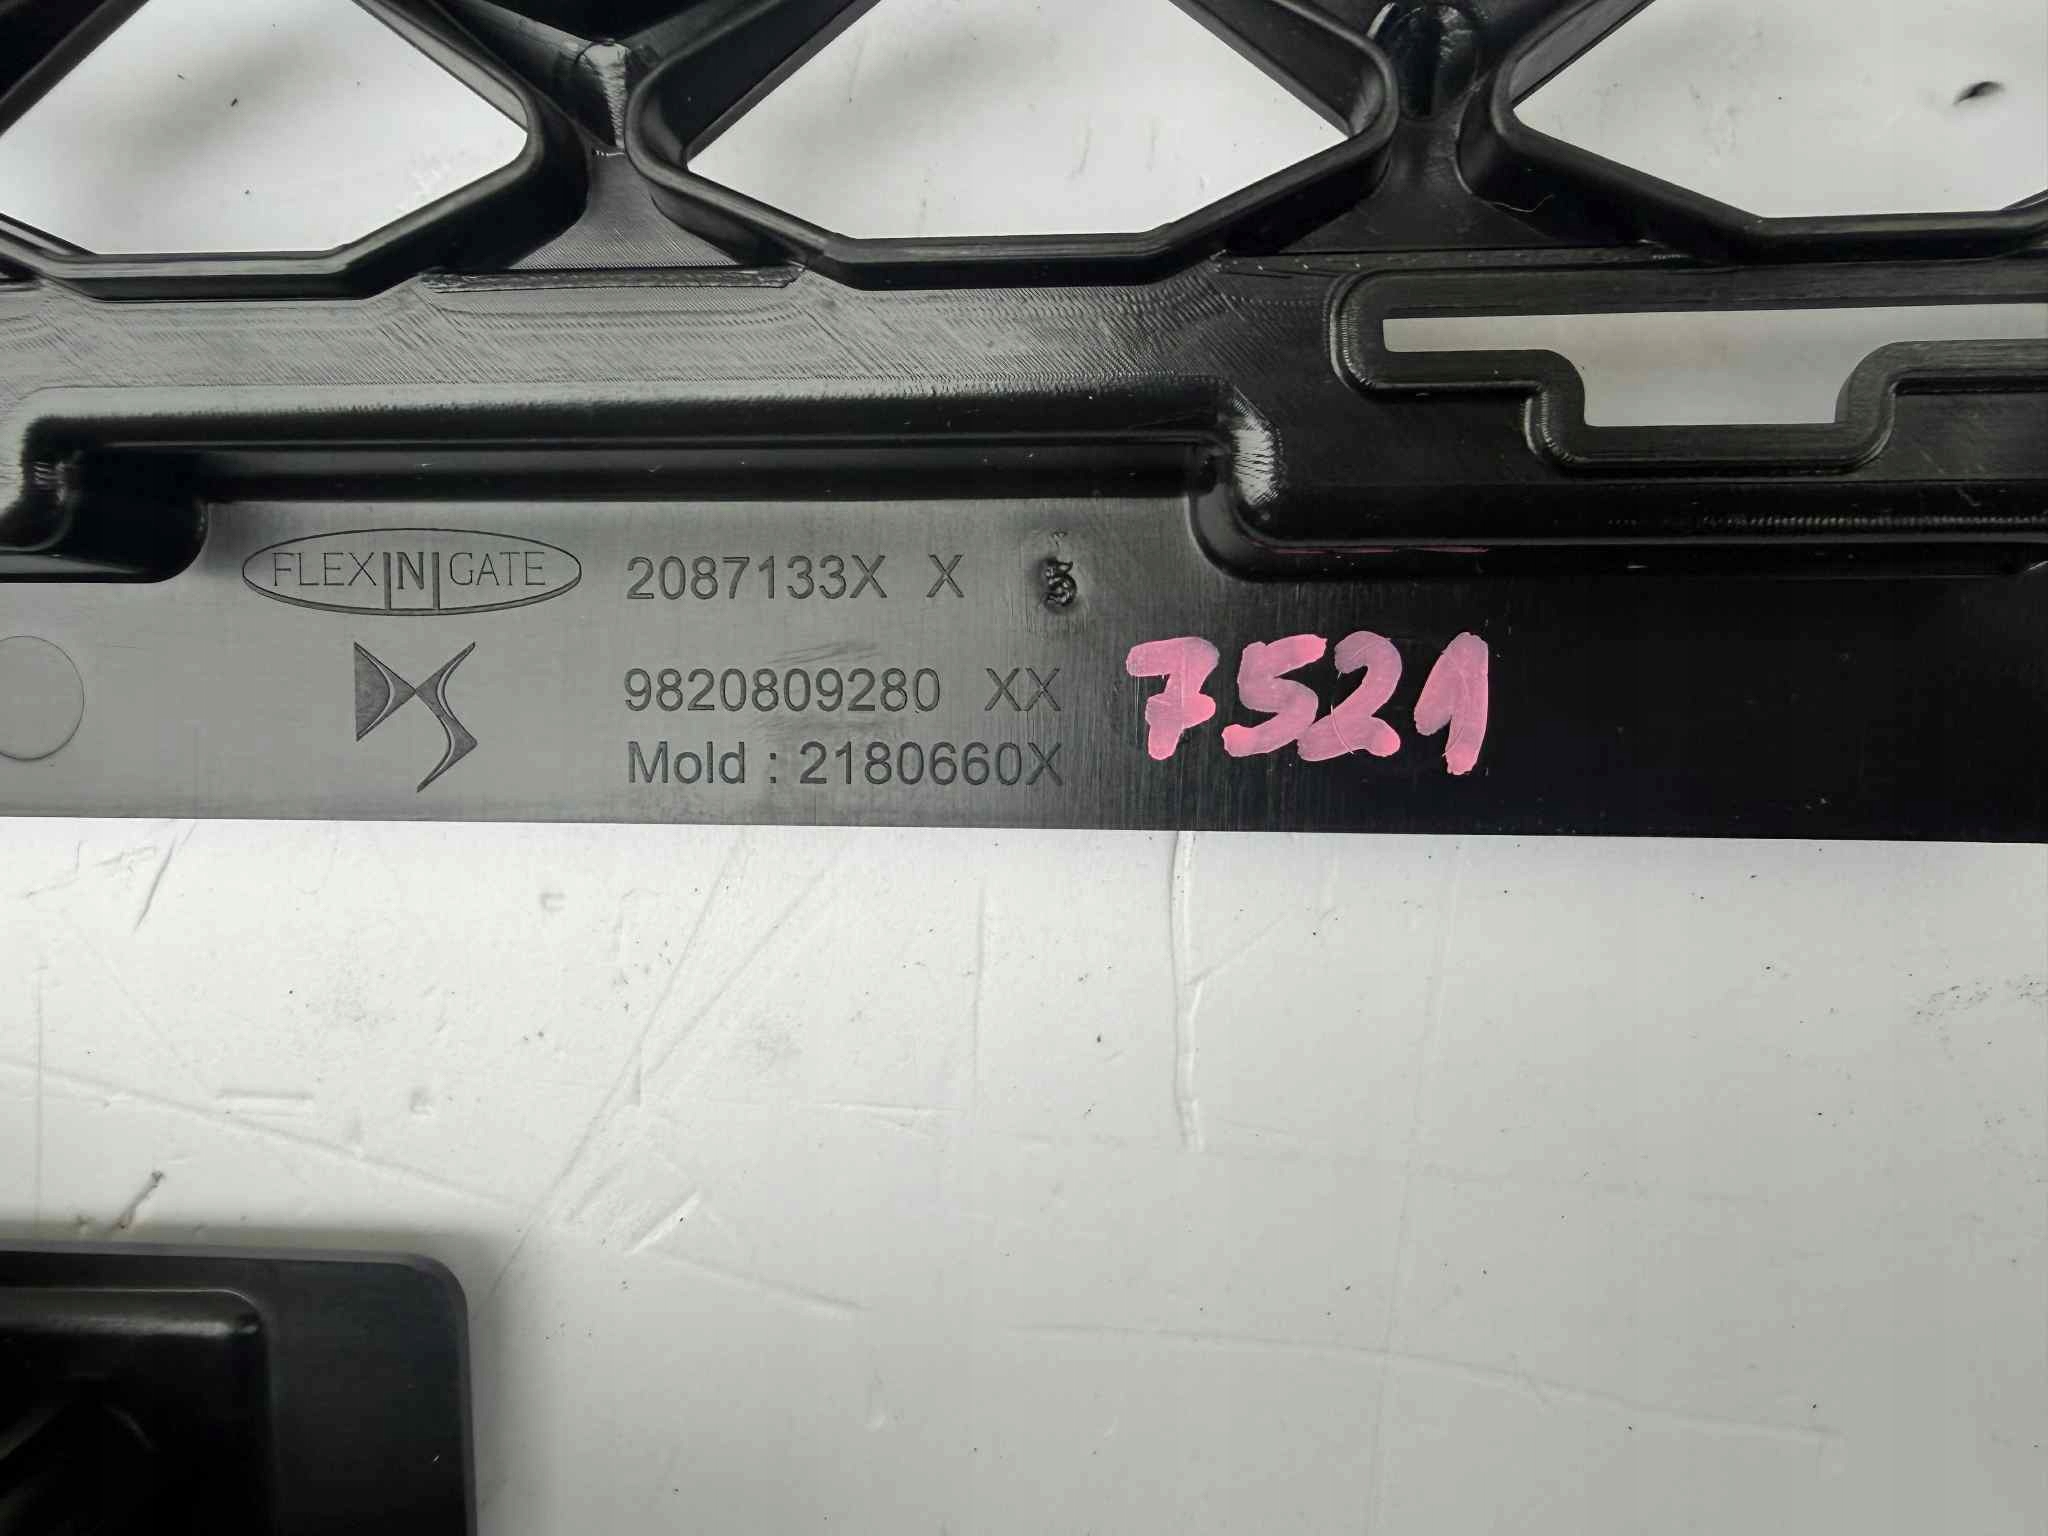 FLEX|N|GATE
2087133X X
9820809280 XX
Mold : 2180660X
7521